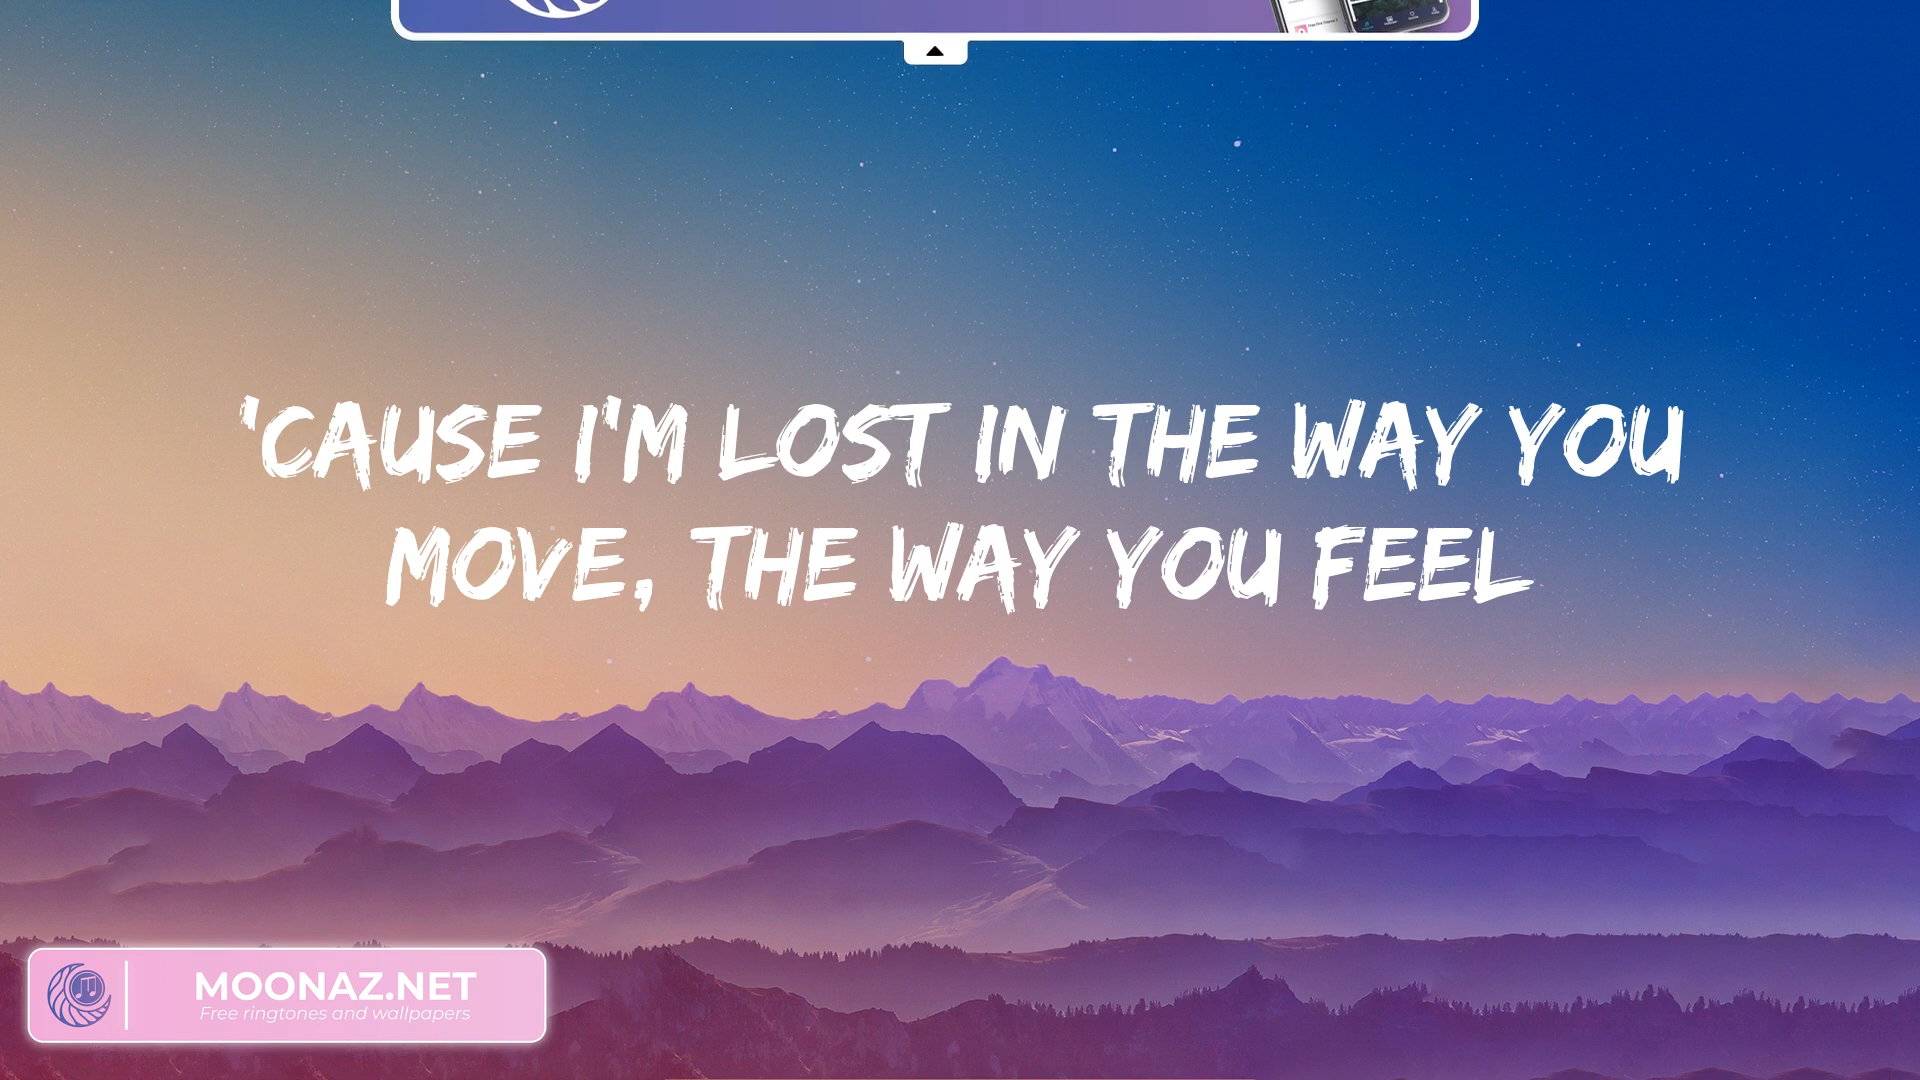 'CAUSE I'M LOST IN THE WAY YOU
MOVE, THE WAY YOU FEEL
MOONAZ.NET
Free ringtones and wallpapers